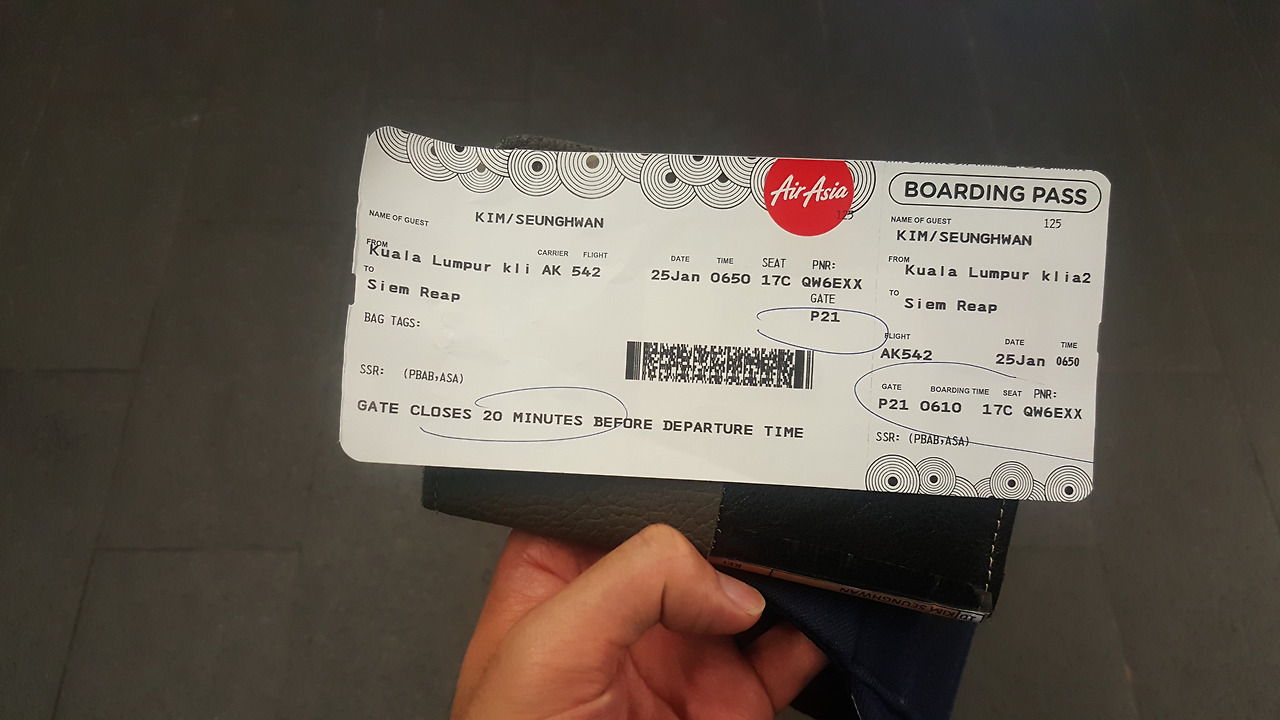 AirAsia
125
BOARDING PASS
NAME OF GUEST KIM/SEUNGHWAN
FROM CARRIER FLIGHT DATE TIME SEAT PNR:
Kuala Lumpur kli AK 542 25Jan 0650 17C QW6EXX
TO
Siem Reap
GATE
P21
BAG TAGS:
SSR: (PBAB,ASA)
GATE CLOSES 20 MINUTES BEFORE DEPARTURE TIME
NAME OF GUEST 125
KIM/SEUNGHWAN
FROM
Kuala Lumpur klia2
TO
Siem Reap
FLIGHT DATE TIME
AK542 25Jan 0650
GATE BOARDING TIME SEAT PNR:
P21 0610 17C QW6EXX
SSR: (PBAB,ASA)
KIM SEUNGHWAN